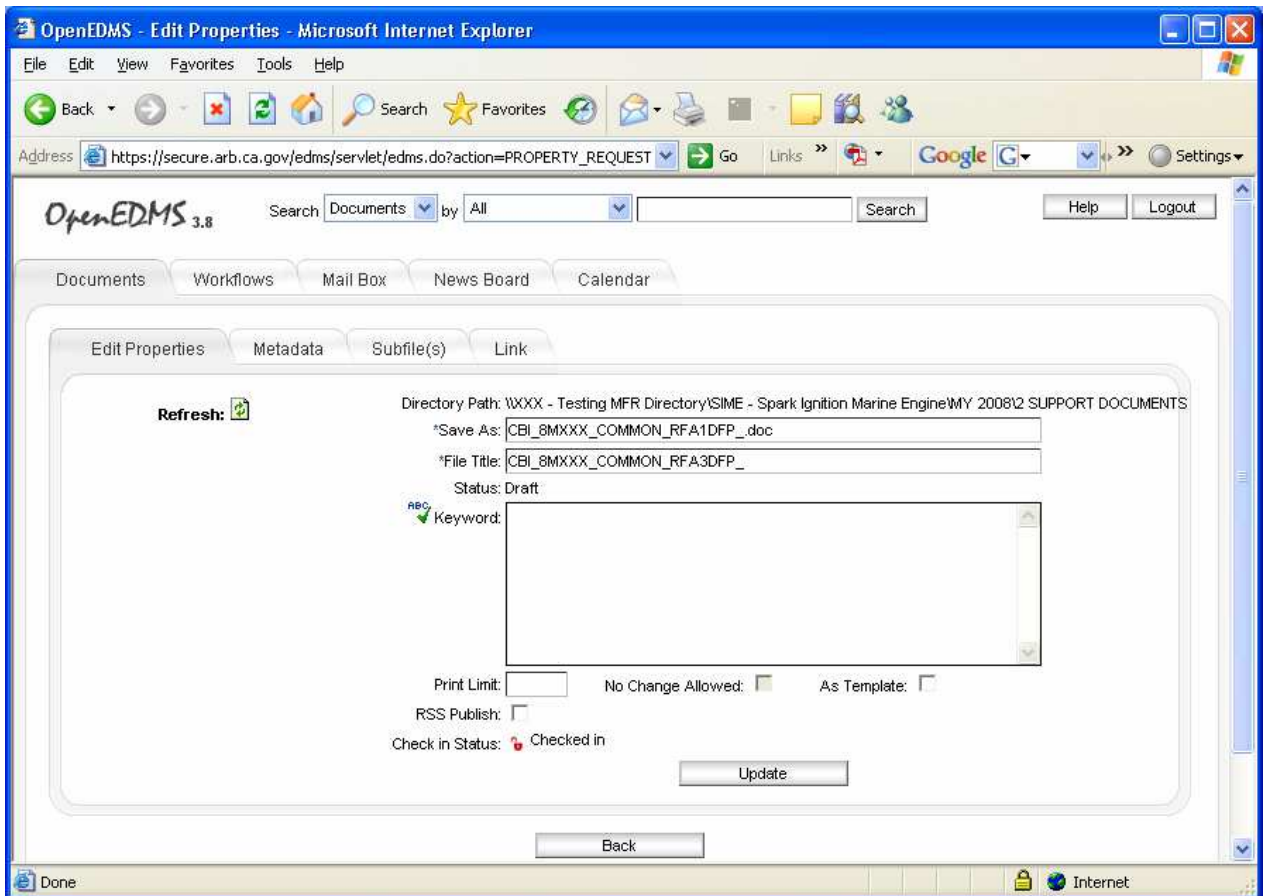 OpenEDMS - Edit Properties - Microsoft Internet Explorer
File Edit View Favorites Tools Help
Back Search Favorites
Address https://secure.arb.ca.gov/edms/servlet/edms.do?action=PROPERTY_REQUEST Go Links » Google G Settings
OpenEDMS 3.8 Search Documents by All Search Help Logout
Documents Workflows Mail Box News Board Calendar
Edit Properties Metadata Subfile(s) Link
Refresh: Directory Path: \\XXX - Testing MFR Directory\SIME - Spark Ignition Marine Engine\MY 2008\2 SUPPORT DOCUMENTS
*Save As: CBI_8MXXX_COMMON_RFA1DFP_.doc
*File Title: CBI_8MXXX_COMMON_RFA3DFP_
Status: Draft
ABC Keyword:
Print Limit: No Change Allowed: As Template:
RSS Publish:
Check in Status: Checked in
Update
Back
Done Internet